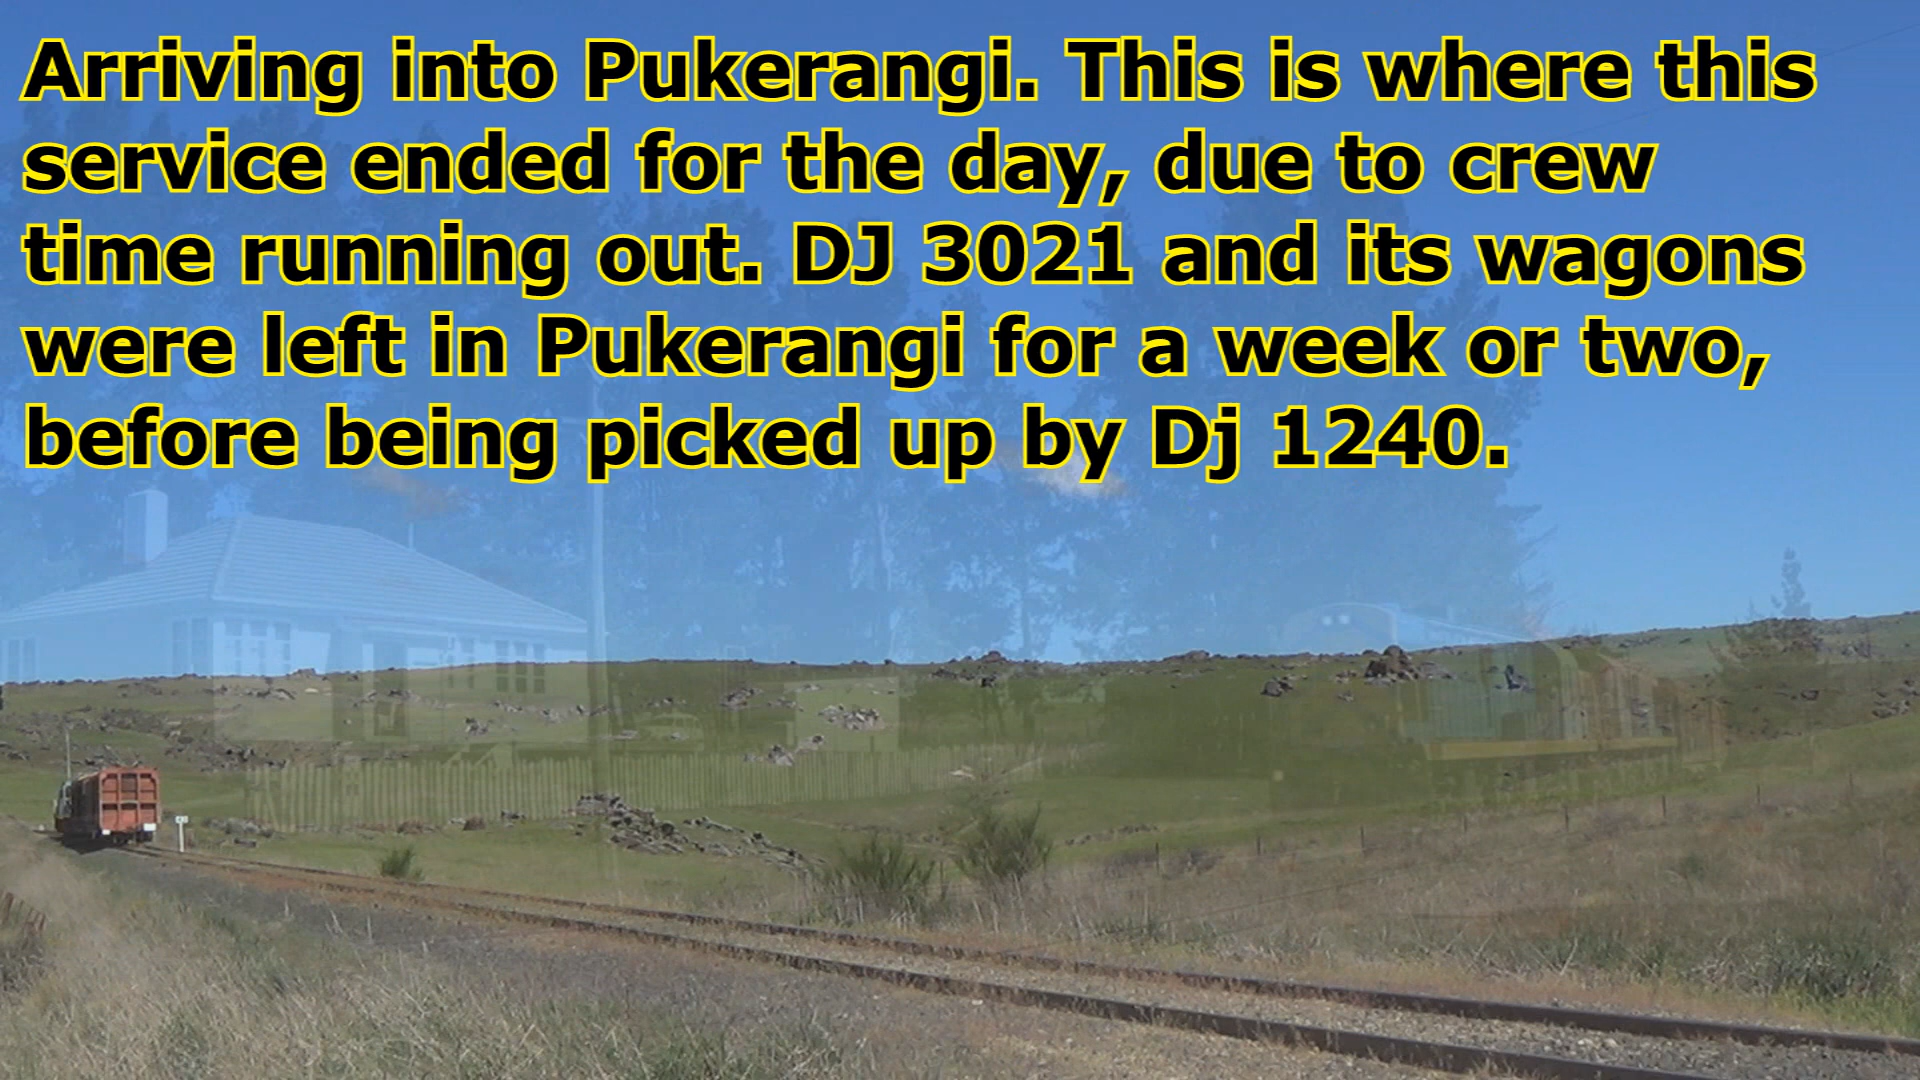 Arriving into Pukerangi. This is where this
service ended for the day, due to crew
time running out. DJ 3021 and its wagons
were left in Pukerangi for a week or two,
before being picked up by Dj 1240.